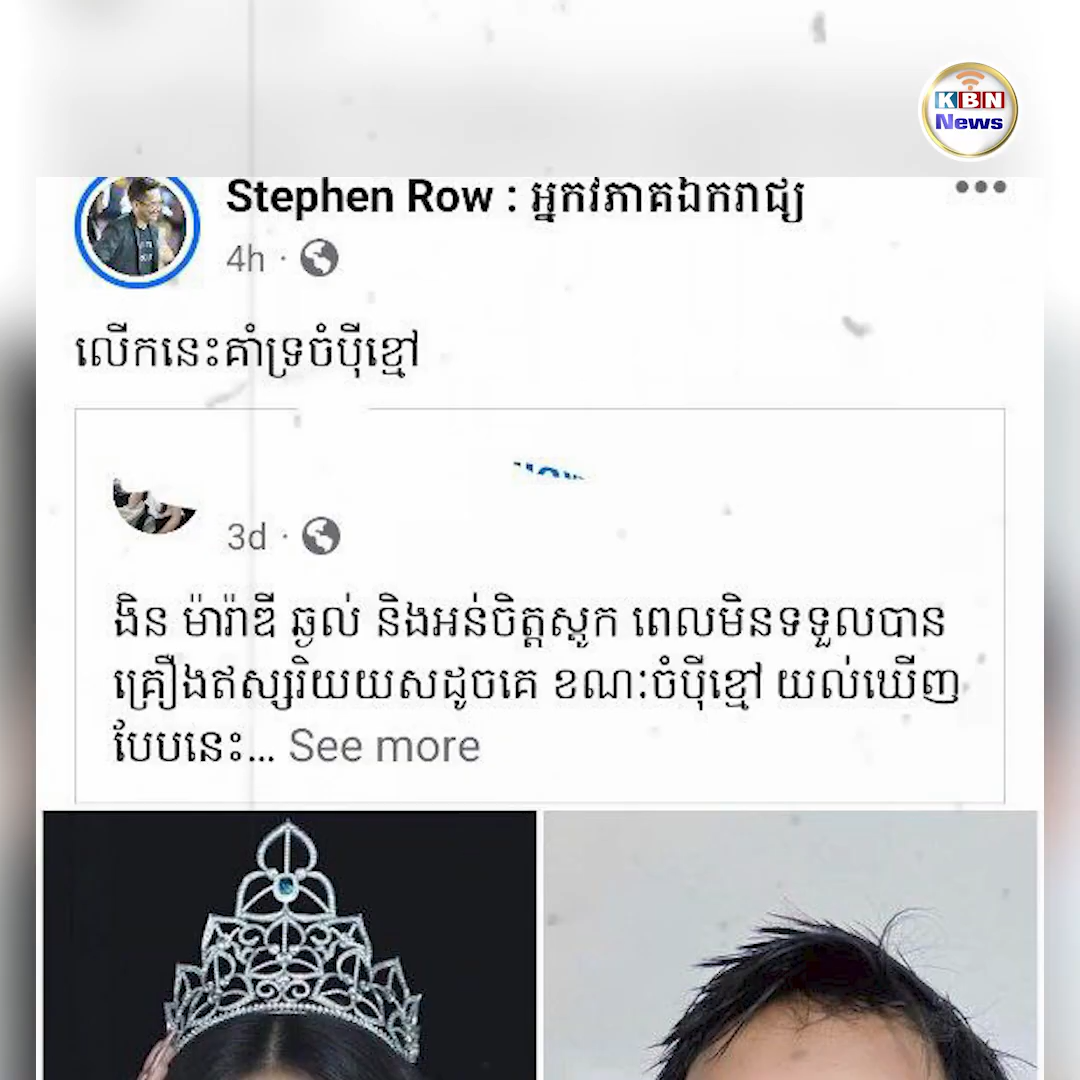 KBN
News
Stephen Row : អ្នកវិភាគឯករាជ្យ
4h ·
លើកនេះគាំទ្រចំប៉ីខ្មៅ
3d ·
ងិន ម៉ារ៉ាឌី ឆ្ងល់ និងអន់ចិត្តស្លូក ពេលមិនទទួលបាន
គ្រឿងឥស្សរិយយសដូចគេ ខណៈចំប៉ីខ្មៅ យល់ឃើញ
បែបនេះ... See more